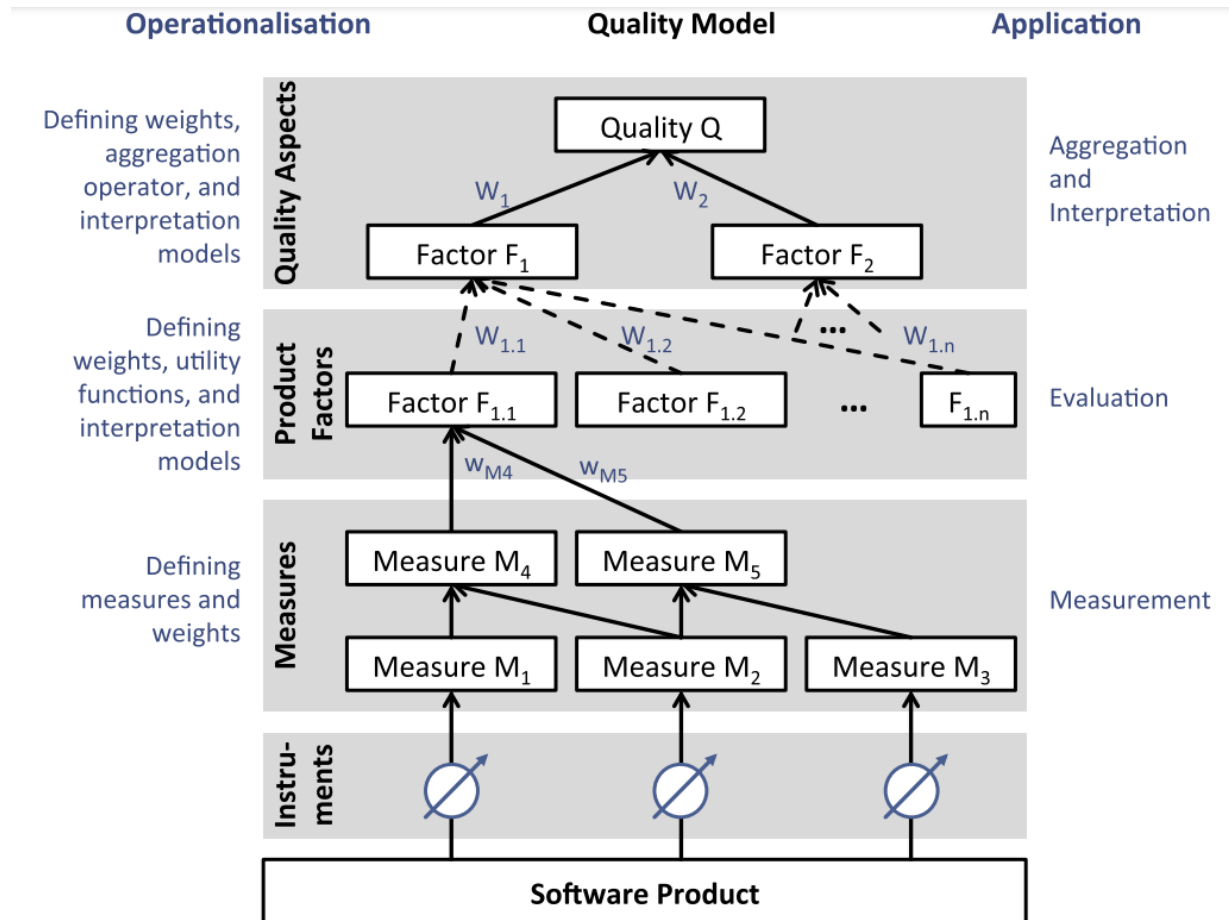 Operationalisation
Quality Model
Application
Defining weights,
aggregation
operator, and
interpretation
models
Quality Aspects
Quality Q
W1
W2
Factor F1
Factor F2
Aggregation
and
Interpretation
Defining
weights, utility
functions, and
interpretation
models
Product
Factors
W1.1
W1.2
...
W1.n
Factor F1.1
Factor F1.2
...
F1.n
Evaluation
wM4
wM5
Defining
measures and
weights
Measures
Measure M4
Measure M5
Measure M1
Measure M2
Measure M3
Measurement
Instru-
ments
Software Product